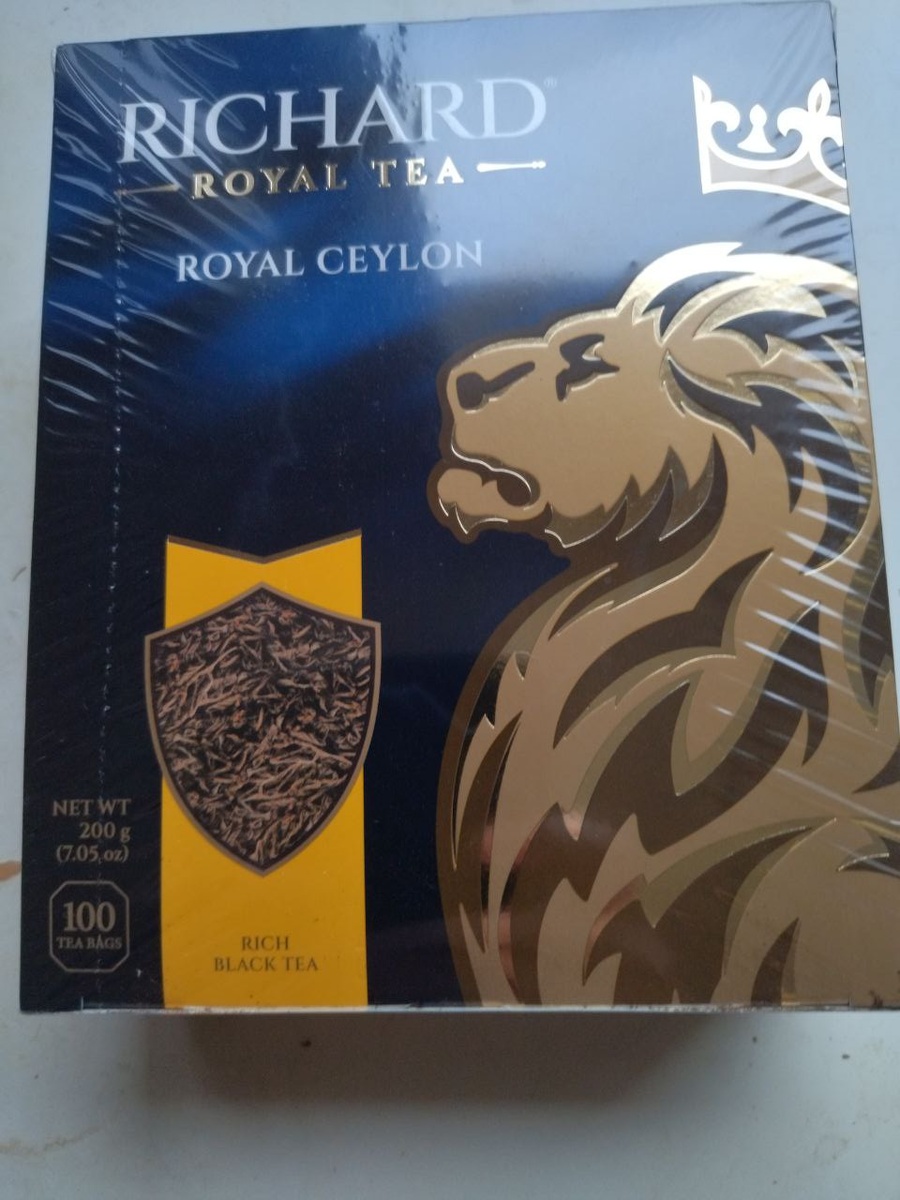 RICHARD®
ROYAL TEA
ROYAL CEYLON
NET WT
200 g
(7.05 oz)
100
TEA BAGS
RICH
BLACK TEA